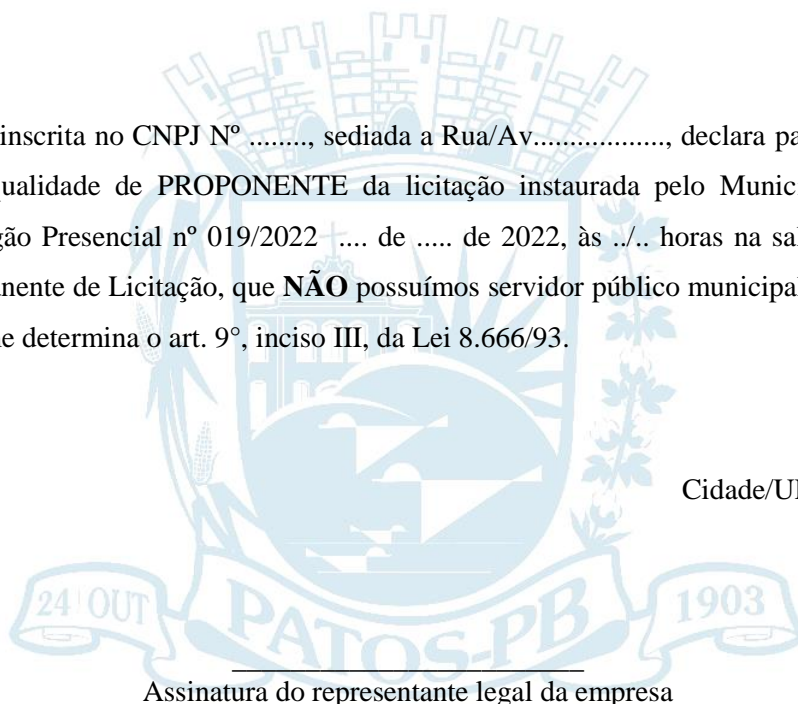 inscrita no CNPJ Nº ........, sediada a Rua/Av................., declara pa
qualidade de PROPONENTE da licitação instaurada pelo Munic
gão Presencial nº 019/2022 .... de ..... de 2022, às ../.. horas na sal
nente de Licitação, que NÃO possuímos servidor público municipal
e determina o art. 9°, inciso III, da Lei 8.666/93.
Cidade/U
24 OUT
PATOS-PB
1903
Assinatura do representante legal da empresa